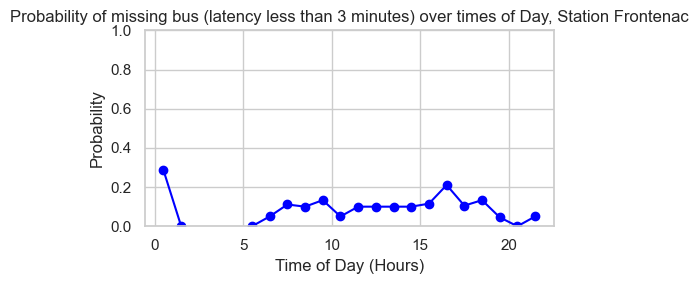 Probability of missing bus (latency less than 3 minutes) over times of Day, Station Frontenac
1.0
0.8
0.6
0.4
0.2
0.0
Probability
0 5 10 15 20
Time of Day (Hours)